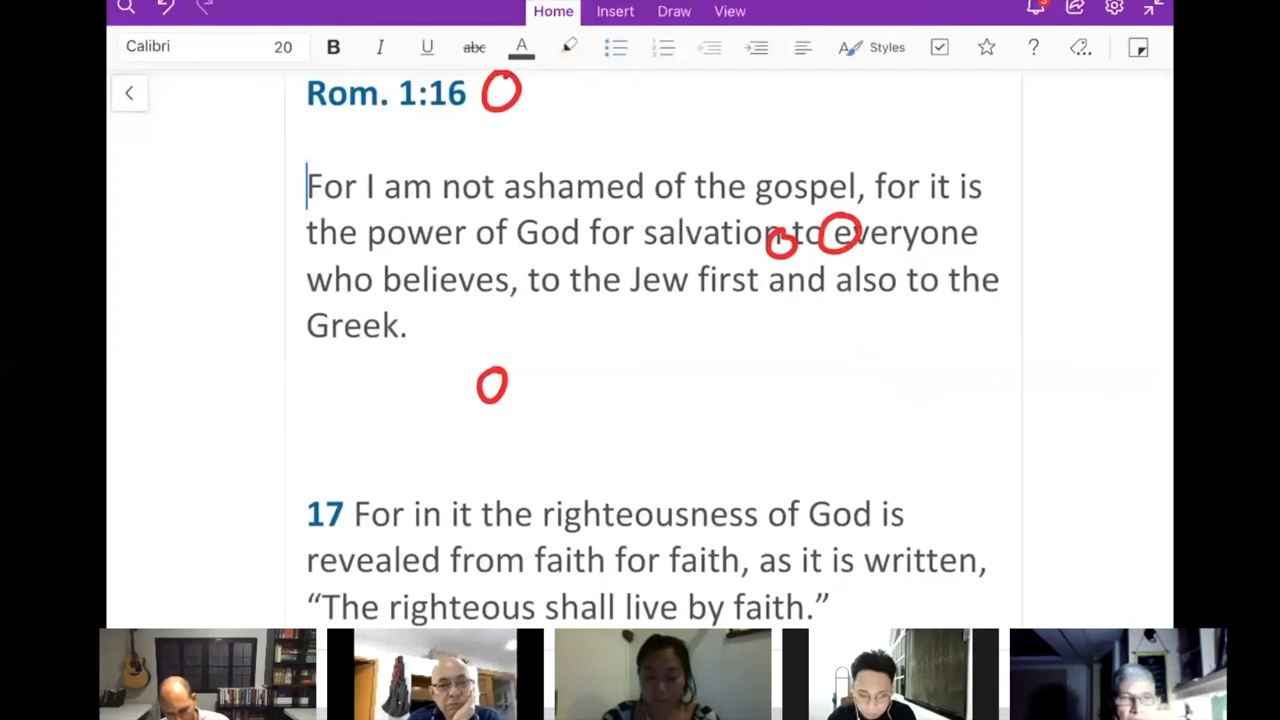 Home Insert Draw View
Calibri 20 B I U abc A Styles ?
Rom. 1:16
For I am not ashamed of the gospel, for it is
the power of God for salvation to everyone
who believes, to the Jew first and also to the
Greek.
17 For in it the righteousness of God is
revealed from faith for faith, as it is written,
“The righteous shall live by faith.”